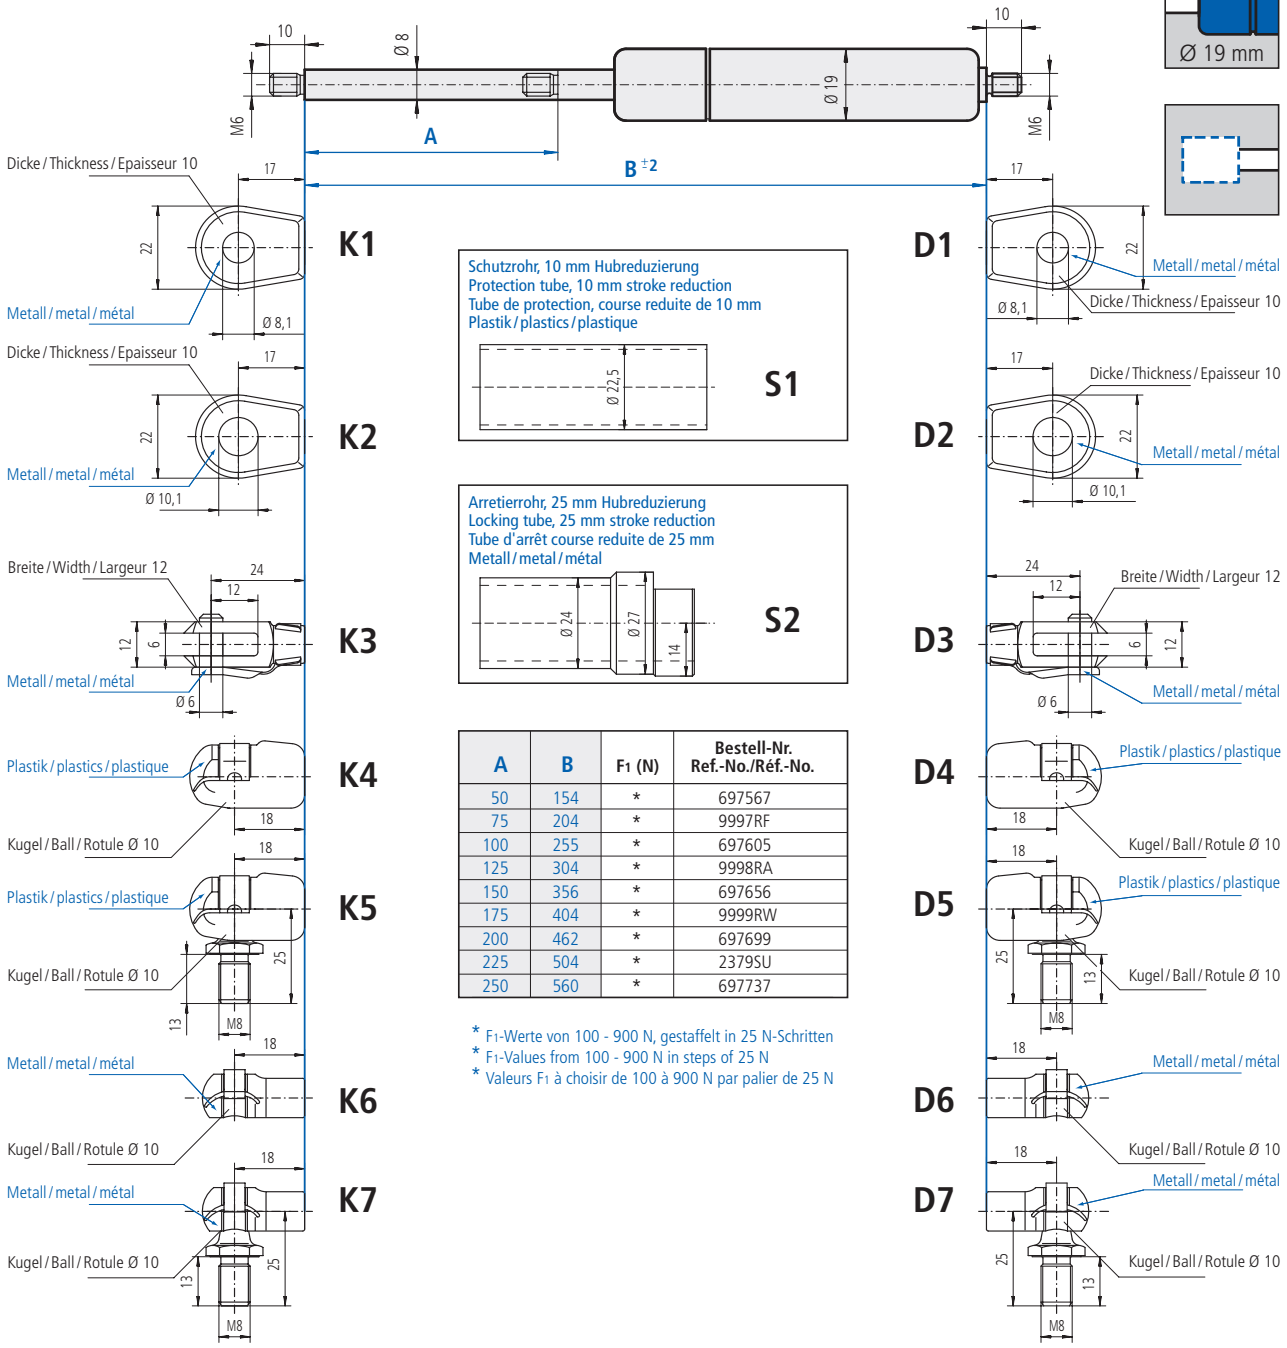 10
Ø 8
10
Ø 19 mm
M6
Ø 19
M6
A
B ±2
Dicke / Thickness / Epaisseur 10
17
22
Metall / metal / métal
Ø 8,1
K1
D1
17
22
Metall / metal / métal
Dicke / Thickness / Epaisseur 10
Ø 8,1
Schutzrohr, 10 mm Hubreduzierung
Protection tube, 10 mm stroke reduction
Tube de protection, course reduite de 10 mm
Plastik / plastics / plastique
Ø 22,5
S1
Dicke / Thickness / Epaisseur 10
17
22
Metall / metal / métal
Ø 10,1
K2
D2
17
Dicke / Thickness / Epaisseur 10
22
Metall / metal / métal
Ø 10,1
Arretierrohr, 25 mm Hubreduzierung
Locking tube, 25 mm stroke reduction
Tube d'arrêt course reduite de 25 mm
Metall / metal / métal
Ø 24
Ø 27
14
S2
Breite / Width / Largeur 12
24
12
12
6
Metall / metal / métal
Ø 6
K3
D3
24
12
Breite / Width / Largeur 12
6
12
Metall / metal / métal
Ø 6
Plastik / plastics / plastique
K4
18
Kugel / Ball / Rotule Ø 10
D4
Plastik / plastics / plastique
18
Kugel / Ball / Rotule Ø 10
A B F1 (N) Bestell-Nr.
Ref.-No./Réf.-No.
50 154 * 697567
75 204 * 9997RF
100 255 * 697605
125 304 * 9998RA
150 356 * 697656
175 404 * 9999RW
200 462 * 697699
225 504 * 2379SU
250 560 * 697737
* F1-Werte von 100 - 900 N, gestaffelt in 25 N-Schritten
* F1-Values from 100 - 900 N in steps of 25 N
* Valeurs F1 à choisir de 100 à 900 N par palier de 25 N
18
Plastik / plastics / plastique
K5
Kugel / Ball / Rotule Ø 10
25
13
M8
18
D5
Plastik / plastics / plastique
Kugel / Ball / Rotule Ø 10
25
13
M8
18
Metall / metal / métal
K6
Kugel / Ball / Rotule Ø 10
18
D6
Metall / metal / métal
Kugel / Ball / Rotule Ø 10
18
Metall / metal / métal
K7
Kugel / Ball / Rotule Ø 10
13
25
M8
18
D7
Metall / metal / métal
Kugel / Ball / Rotule Ø 10
25
13
M8